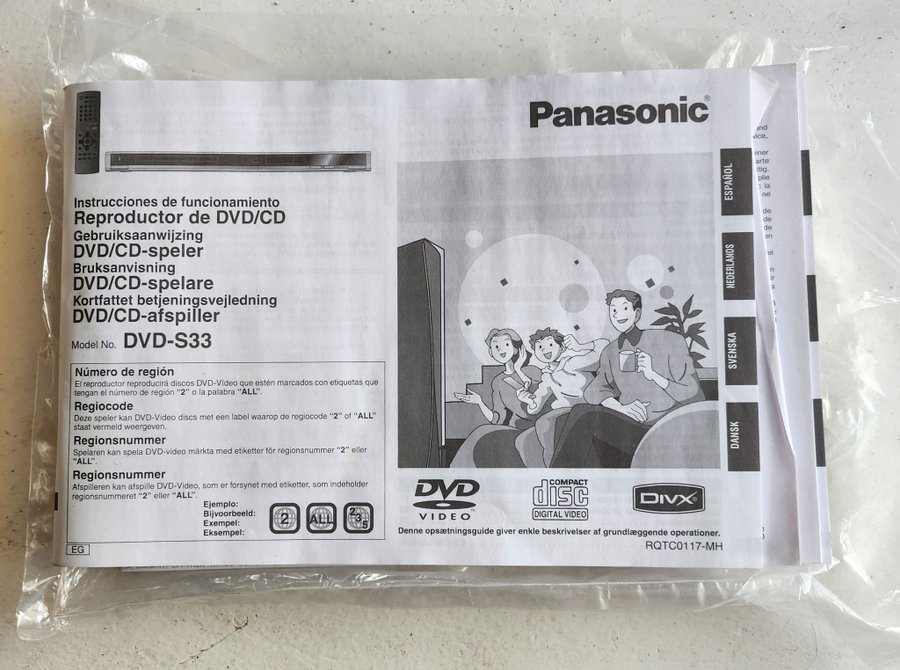 Panasonic®
Instrucciones de funcionamiento
Reproductor de DVD/CD
Gebruiksaanwijzing
DVD/CD-speler
Bruksanvisning
DVD/CD-spelare
Kortfattet betjeningsvejledning
DVD/CD-afspiller
Model No. DVD-S33
Número de región
El reproductor reproducirá discos DVD-Vídeo que estén marcados con etiquetas que
tengan el número de región “2” o la palabra “ALL”.
Regiocode
Deze speler kan DVD-Video discs met een label waarop de regiocode “2” of “ALL”
staat vermeld weergeven.
Regionsnummer
Spelaren kan spela DVD-video märkta med etiketter för regionsnummer “2” eller
“ALL”.
Regionsnummer
Afspilleren kan afspille DVD-Video, som er forsynet med etiketter, som indeholder
regionsnummeret “2” eller “ALL”.
Ejemplo:
Bijvoorbeeld:
Exempel:
Eksempel:
2
ALL
2
3 5
EG
ESPAÑOL
NEDERLANDS
SVENSKA
DANSK
DVD
VIDEO™
COMPACT
disc
DIGITAL VIDEO
DIVX
Denne opsætningsguide giver enkle beskrivelser af grundlæggende operationer.
RQTC0117-MH